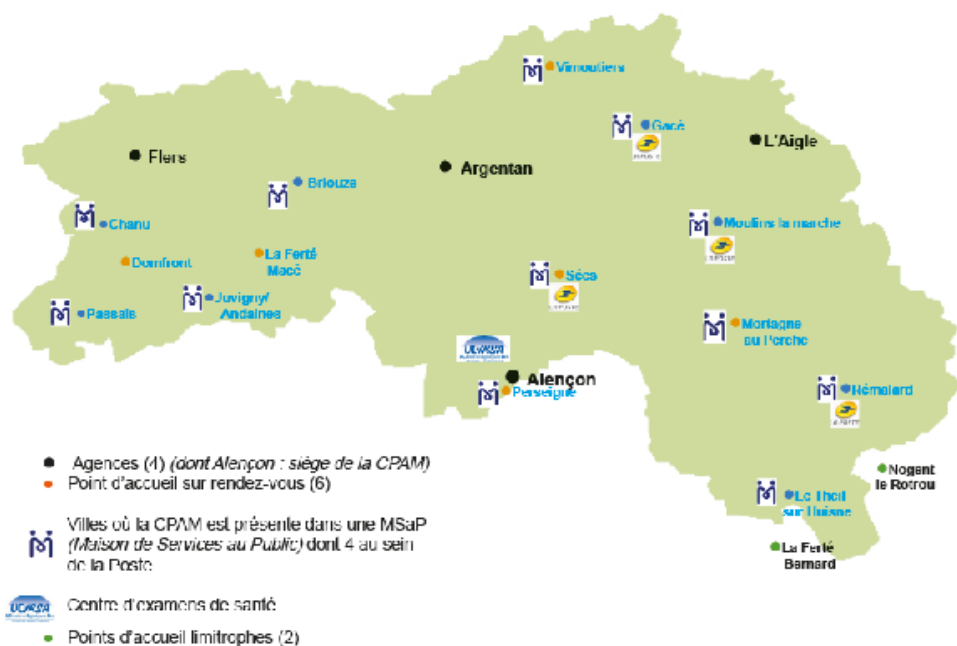 Vimoutiers
Gacé
L'Aigle
Flers
Argentan
Briouze
Chanu
Moulins la marche
Domfront
La Ferté
Macé
Sées
Juvigny/
Andaines
Passais
Mortagne
au Perche
UC-IRSA
Alençon
Perseigne
Rémalard
Nogent
le Rotrou
Le Theil
sur Huisne
La Ferté
Bernard
Agences (4) (dont Alençon : siège de la CPAM)
Point d'accueil sur rendez-vous (6)
Villes où la CPAM est présente dans une MSaP
(Maison de Services au Public) dont 4 au sein
de la Poste
UC-IRSA
Centre d'examens de santé
Points d'accueil limitrophes (2)